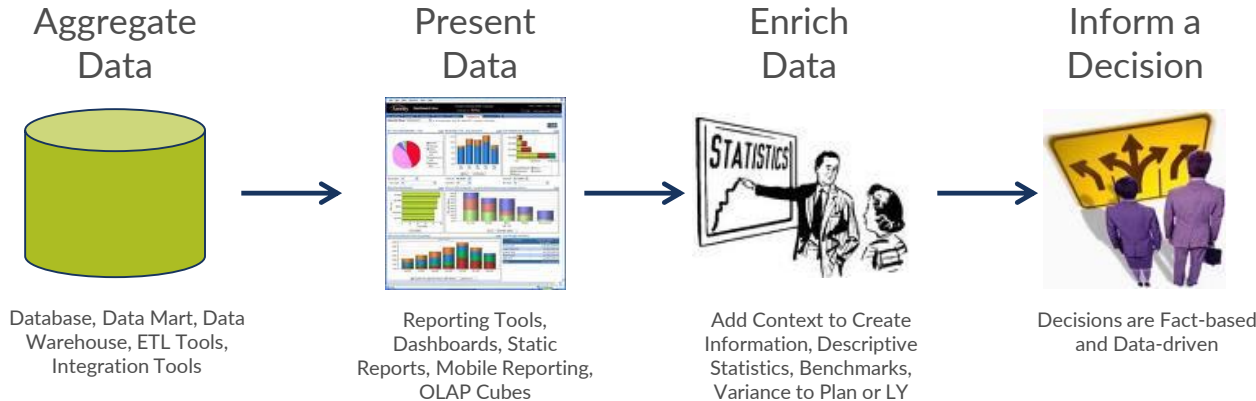 Aggregate
Data
Present
Data
Enrich
Data
Inform a
Decision
STATISTICS
Database, Data Mart, Data
Warehouse, ETL Tools,
Integration Tools
Reporting Tools,
Dashboards, Static
Reports, Mobile Reporting,
OLAP Cubes
Add Context to Create
Information, Descriptive
Statistics, Benchmarks,
Variance to Plan or LY
Decisions are Fact-based
and Data-driven